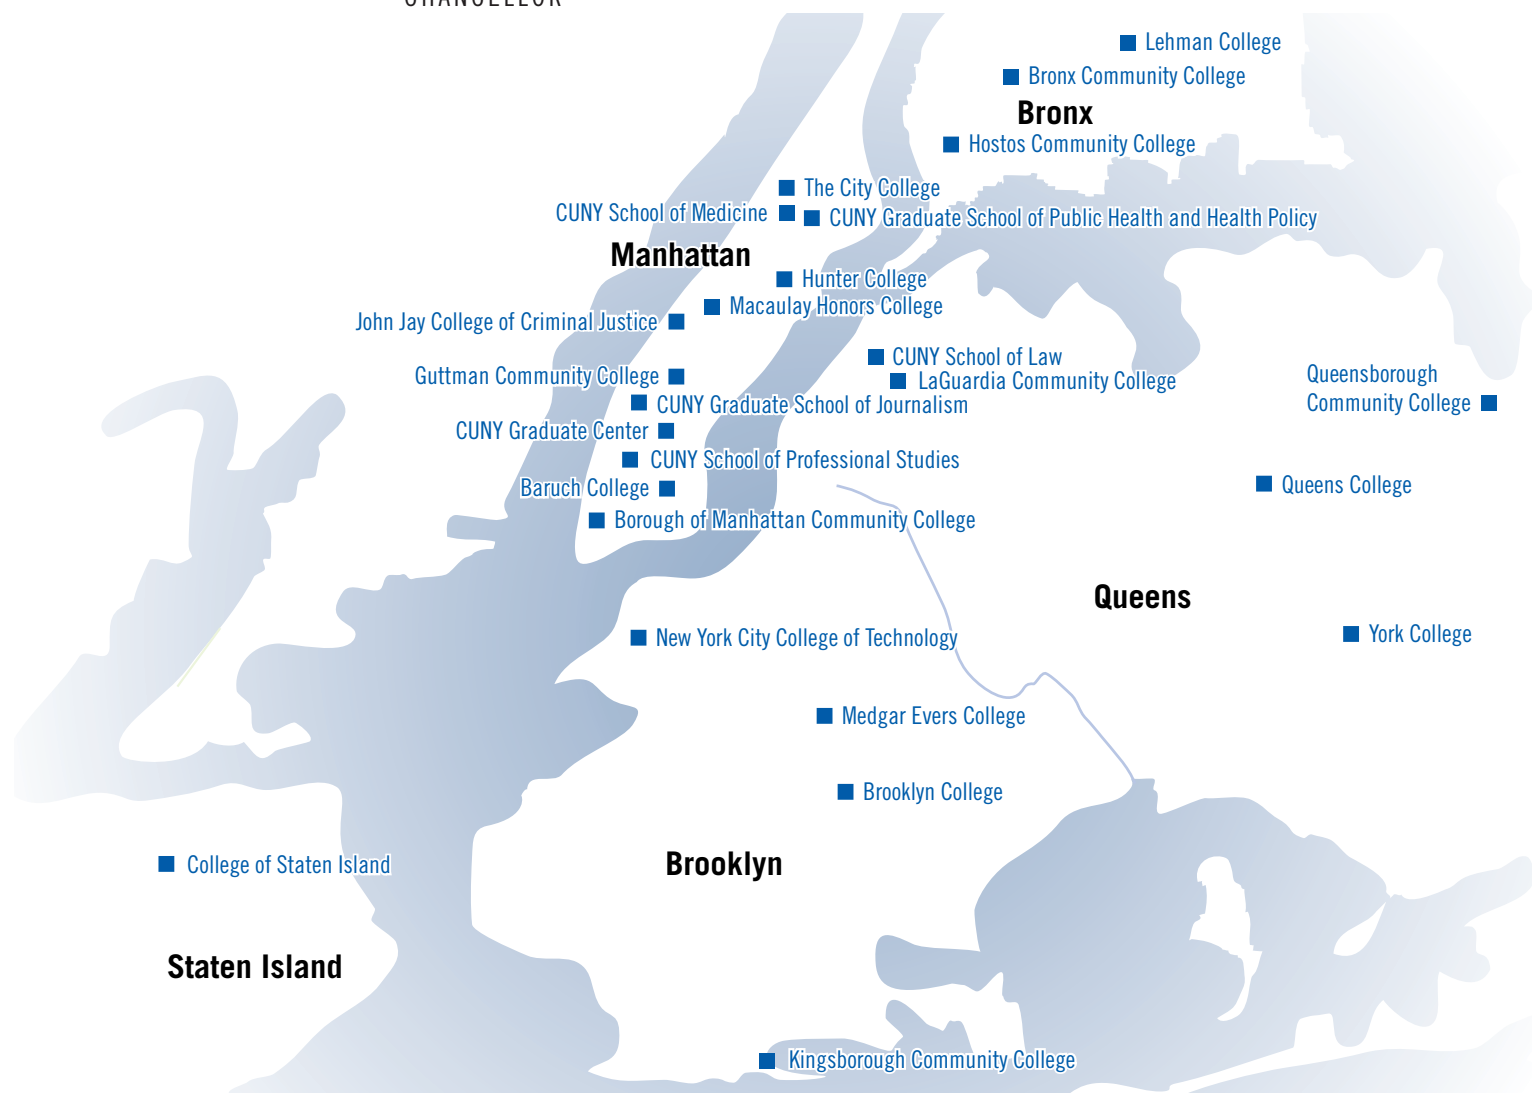 CHANCELLOR
Lehman College
Bronx Community College
Bronx
Hostos Community College
The City College
CUNY School of Medicine
CUNY Graduate School of Public Health and Health Policy
Manhattan
Hunter College
Macaulay Honors College
John Jay College of Criminal Justice
CUNY School of Law
Guttman Community College
LaGuardia Community College
Queensborough
Community College
CUNY Graduate School of Journalism
CUNY Graduate Center
CUNY School of Professional Studies
Baruch College
Queens College
Borough of Manhattan Community College
Queens
New York City College of Technology
York College
Medgar Evers College
Brooklyn College
Brooklyn
College of Staten Island
Staten Island
Kingsborough Community College